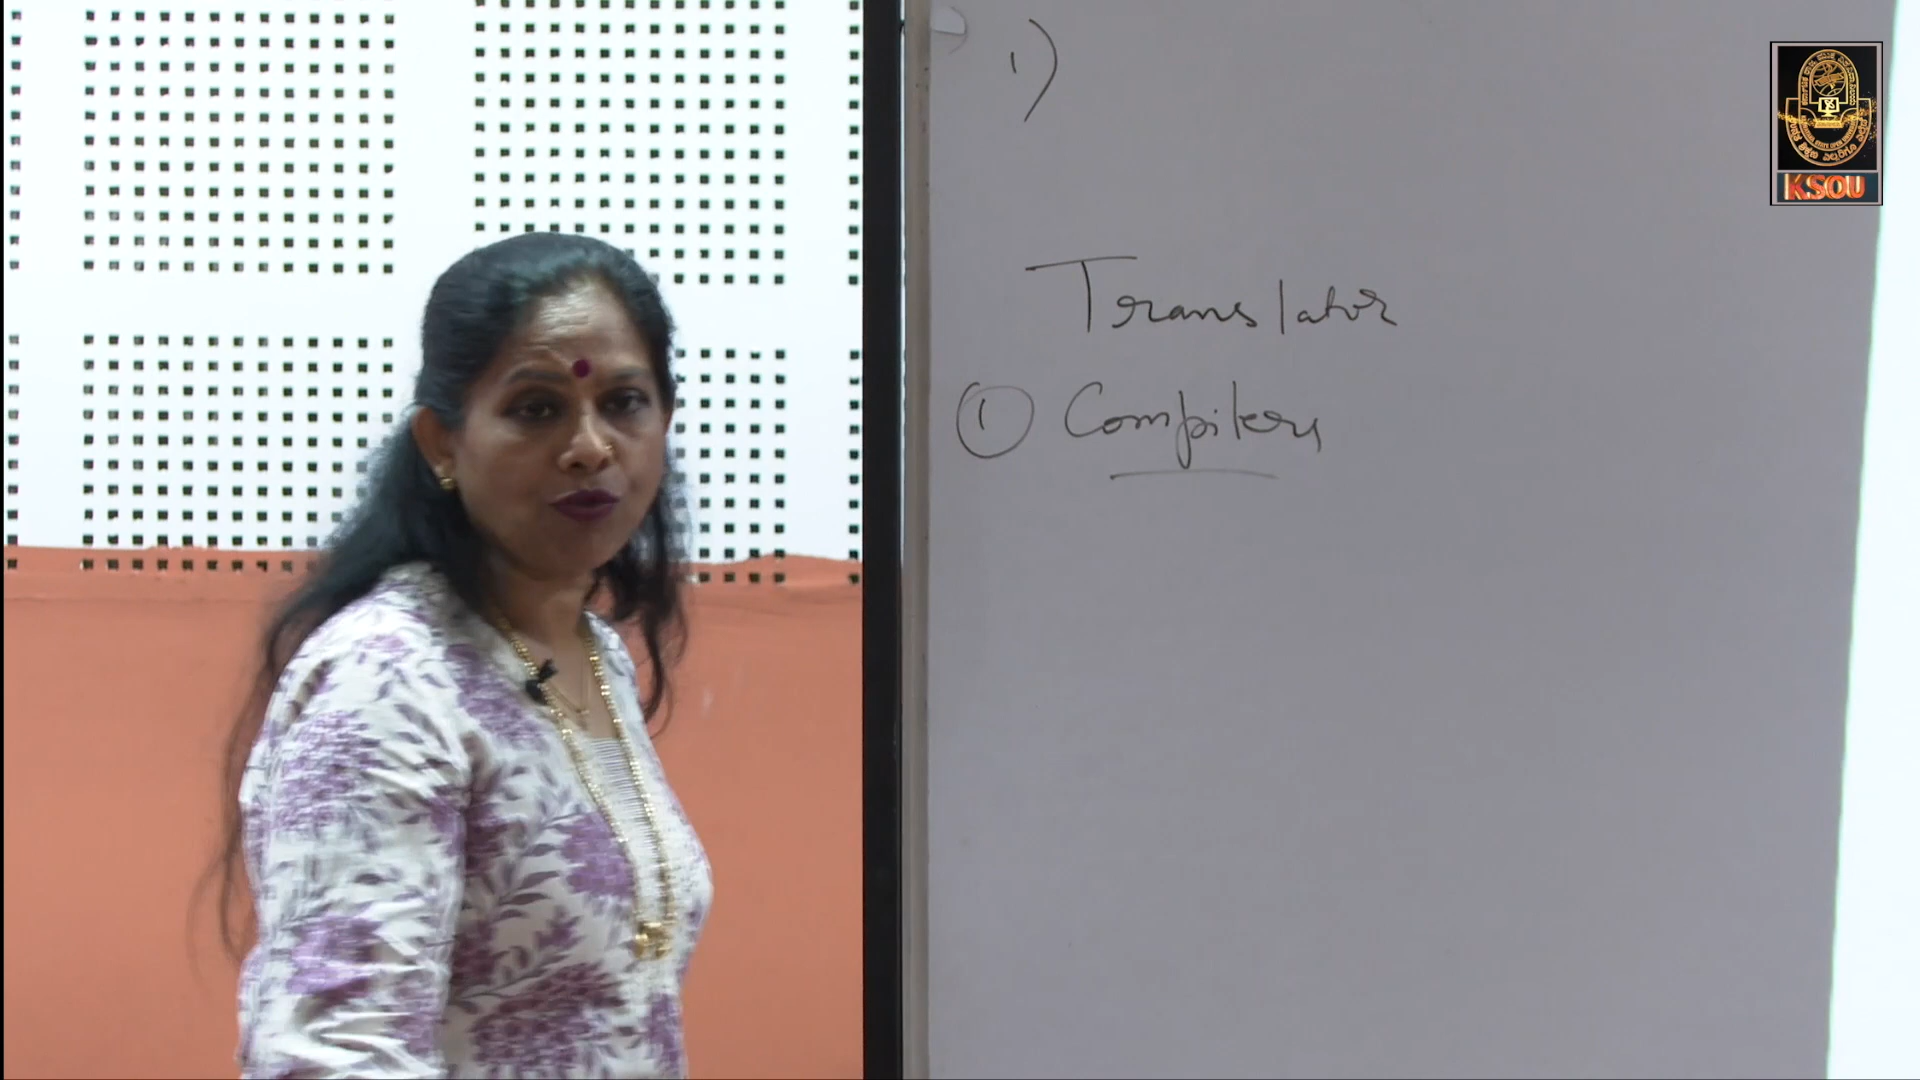 1)
Translator
① Compilers
KSOU